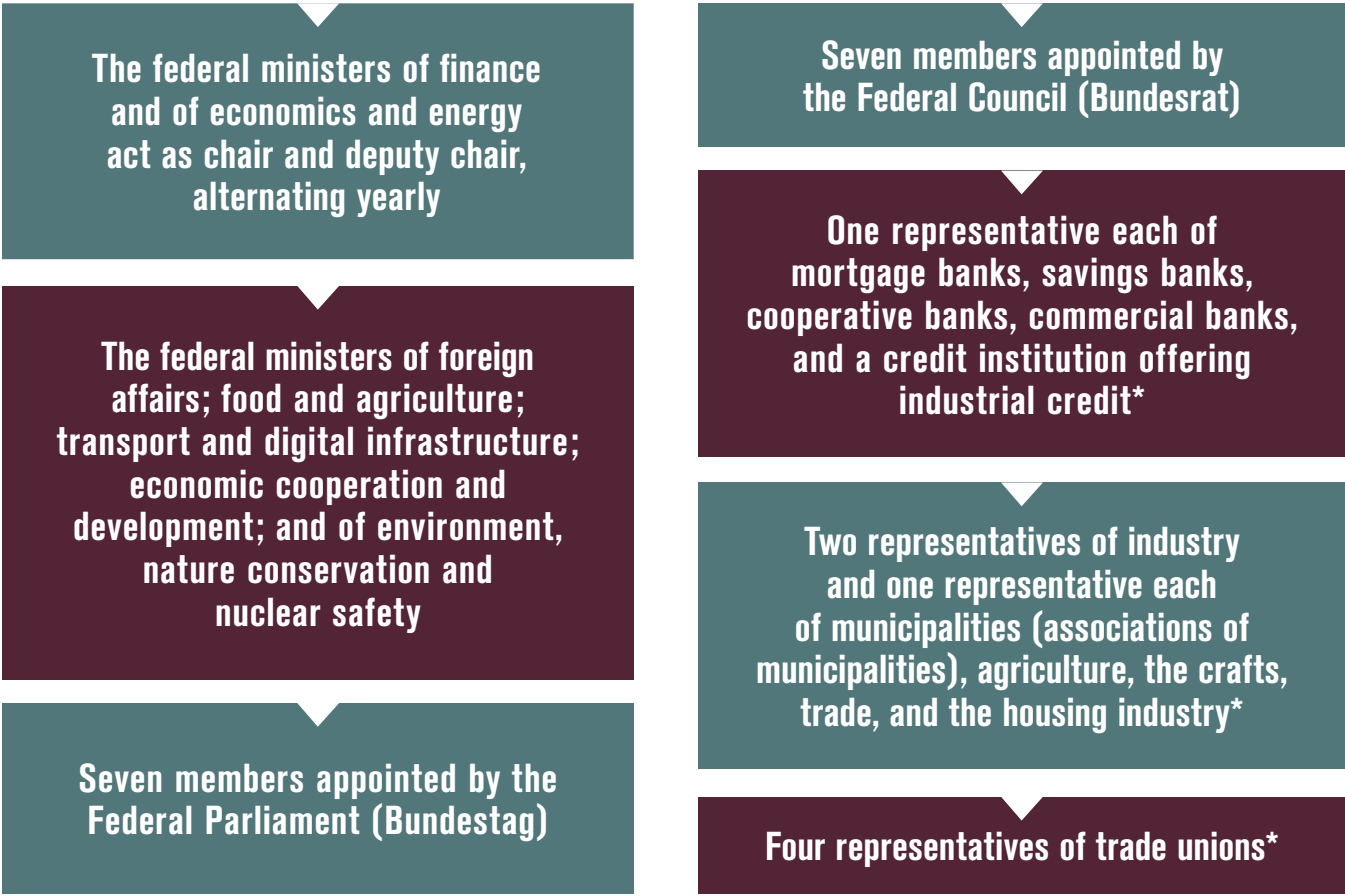 The federal ministers of finance
and of economics and energy
act as chair and deputy chair,
alternating yearly
The federal ministers of foreign
affairs; food and agriculture;
transport and digital infrastructure;
economic cooperation and
development; and of environment,
nature conservation and
nuclear safety
Seven members appointed by the
Federal Parliament (Bundestag)
Seven members appointed by
the Federal Council (Bundesrat)
One representative each of
mortgage banks, savings banks,
cooperative banks, commercial banks,
and a credit institution offering
industrial credit*
Two representatives of industry
and one representative each
of municipalities (associations of
municipalities), agriculture, the crafts,
trade, and the housing industry*
Four representatives of trade unions*